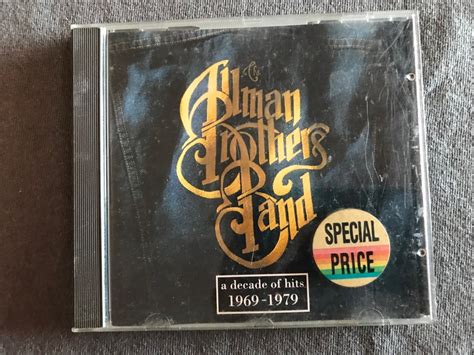 The
Allman
Brothers
Band
a decade of hits
1969-1979
SPECIAL
PRICE